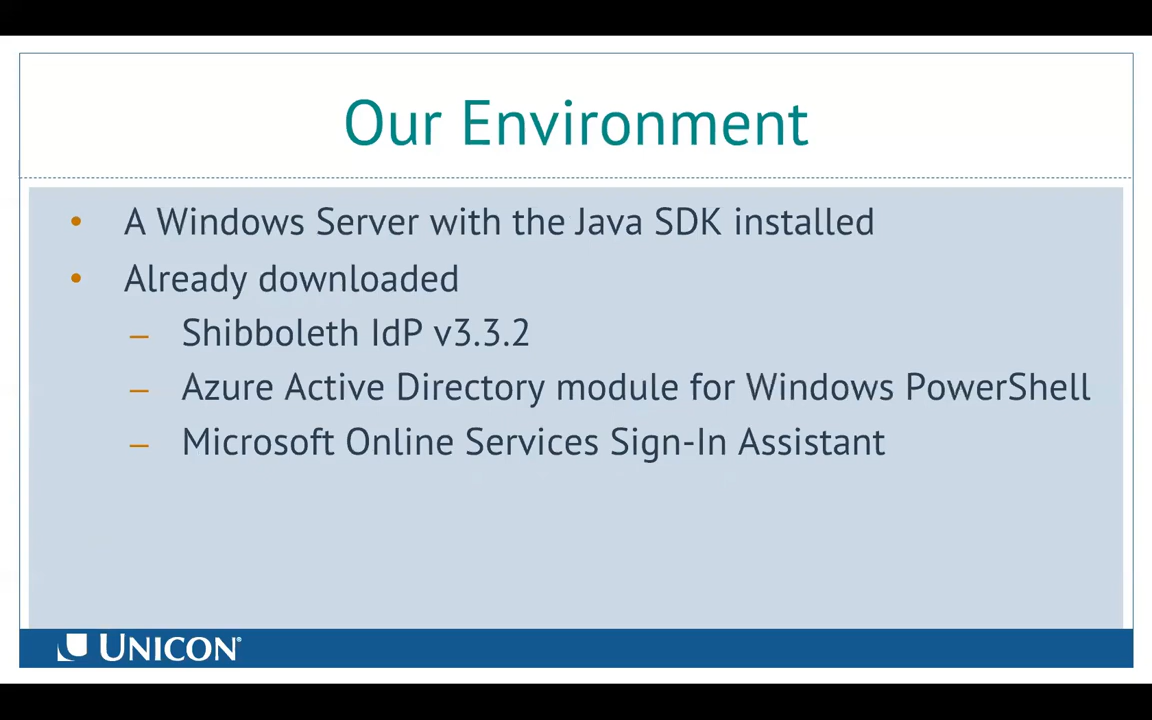 Our Environment
• A Windows Server with the Java SDK installed
• Already downloaded
– Shibboleth IdP v3.3.2
– Azure Active Directory module for Windows PowerShell
– Microsoft Online Services Sign-In Assistant
UNICON®